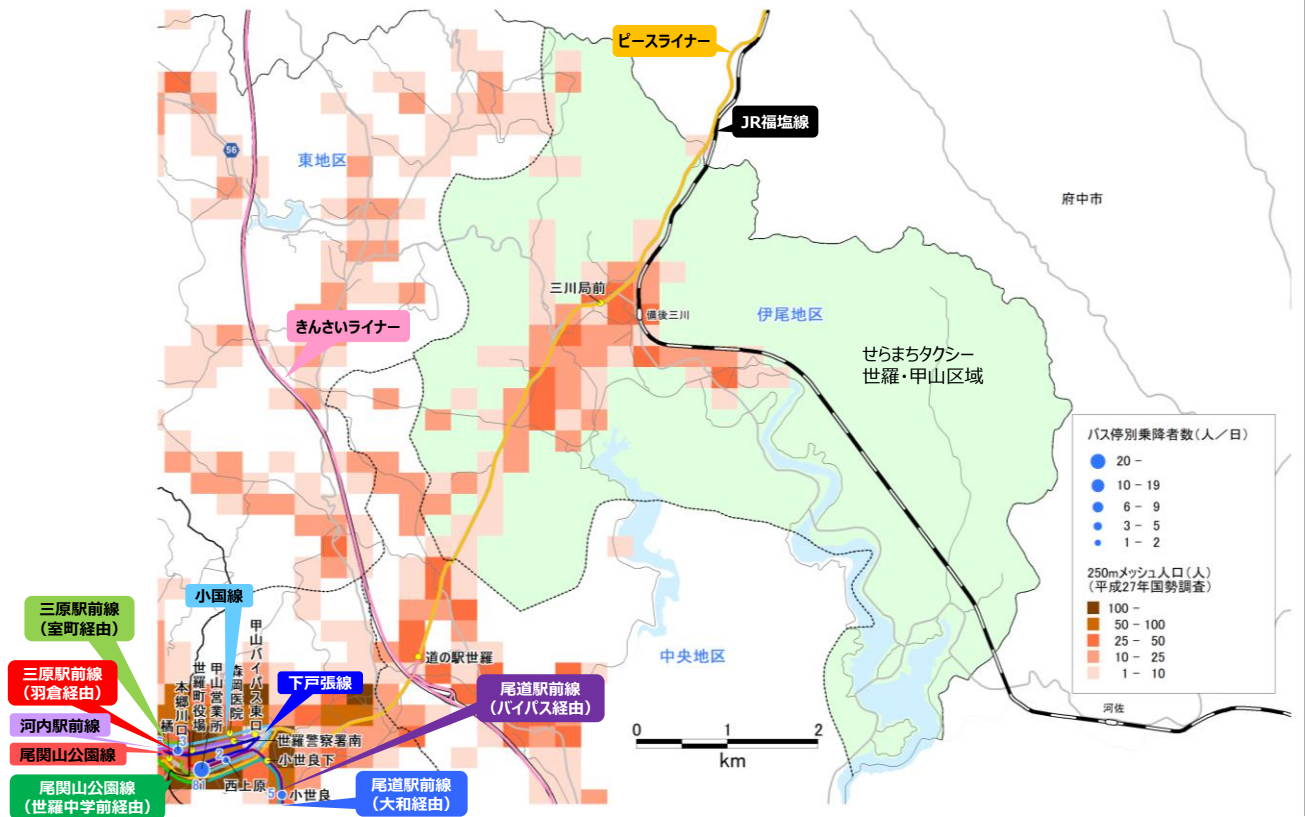 ピースライナー
JR福塩線
56
東地区
府中市
三川局前
備後三川
伊尾地区
きんさいライナー
せらまちタクシー
世羅・甲山区域
バス停別乗降者数(人/日)
20 -
10 - 19
6 - 9
3 - 5
1 - 2
250mメッシュ人口(人)
(平成27年国勢調査)
100 -
50 - 100
25 - 50
10 - 25
1 - 10
小国線
三原駅前線
(室町経由)
甲山バイパス東口
森岡医院
甲山営業所
世羅町役場
本郷川口
橋
道の駅世羅
中央地区
下戸張線
尾道駅前線
(バイパス経由)
三原駅前線
(羽倉経由)
河内駅前線
尾関山公園線
尾関山公園線
(世羅中学前経由)
世羅警察署南
小世良下
西上原
小世良
3
2
81
5
尾道駅前線
(大和経由)
河佐
0 1 2
km